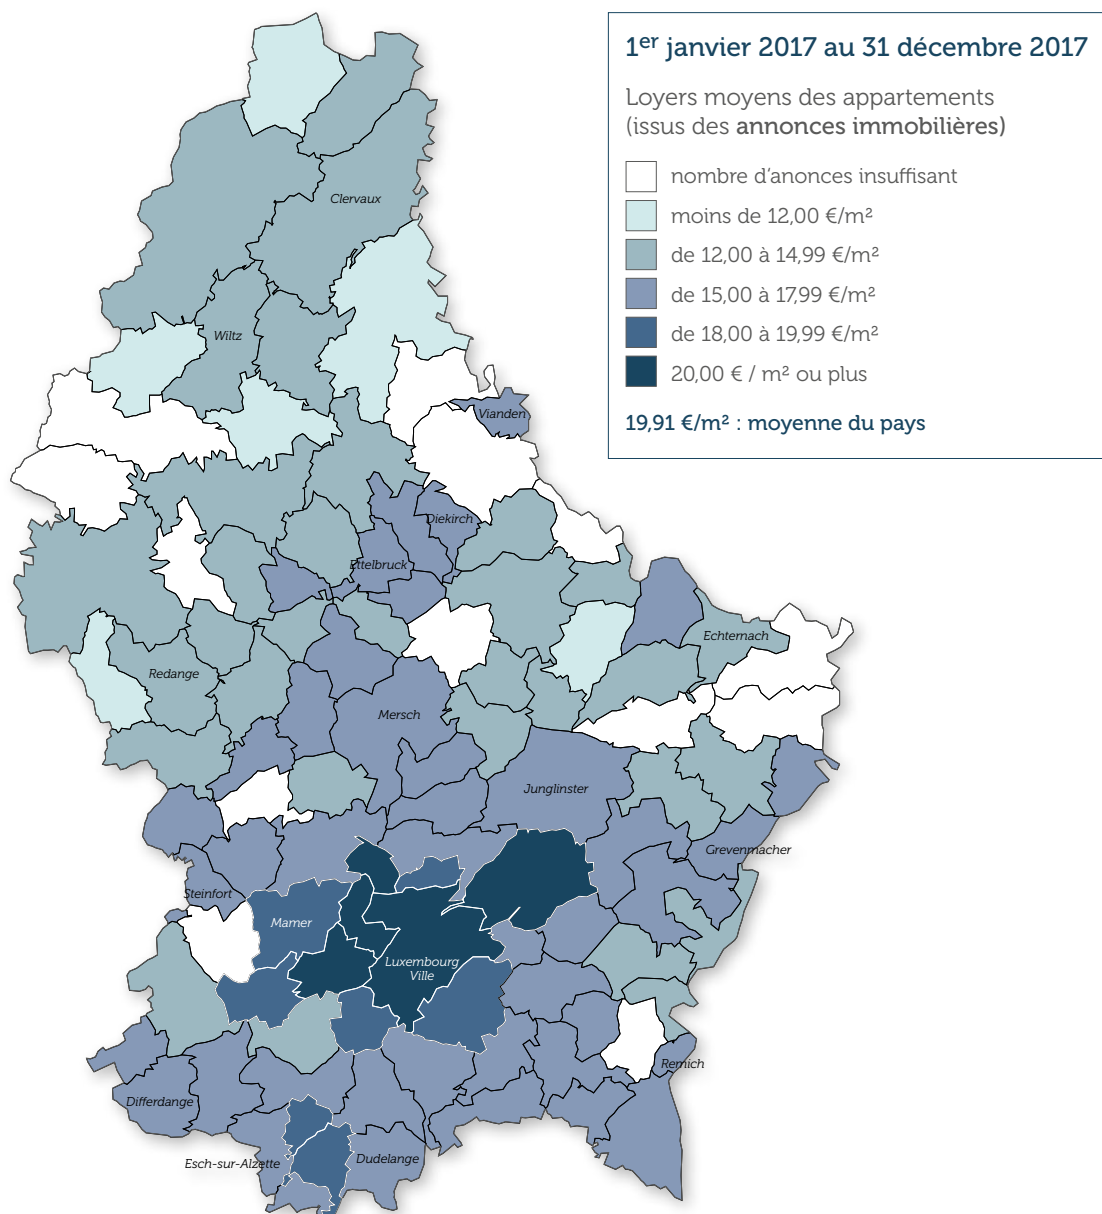 1er janvier 2017 au 31 décembre 2017
Loyers moyens des appartements
(issus des annonces immobilières)
nombre d'anonces insuffisant
moins de 12,00 €/m²
de 12,00 à 14,99 €/m²
de 15,00 à 17,99 €/m²
de 18,00 à 19,99 €/m²
20,00 € / m² ou plus
19,91 €/m² : moyenne du pays
Clervaux
Wiltz
Vianden
Diekirch
Ettelbruck
Echternach
Redange
Mersch
Junglinster
Grevenmacher
Steinfort
Mamer
Luxembourg
Ville
Remich
Differdange
Esch-sur-Alzette
Dudelange